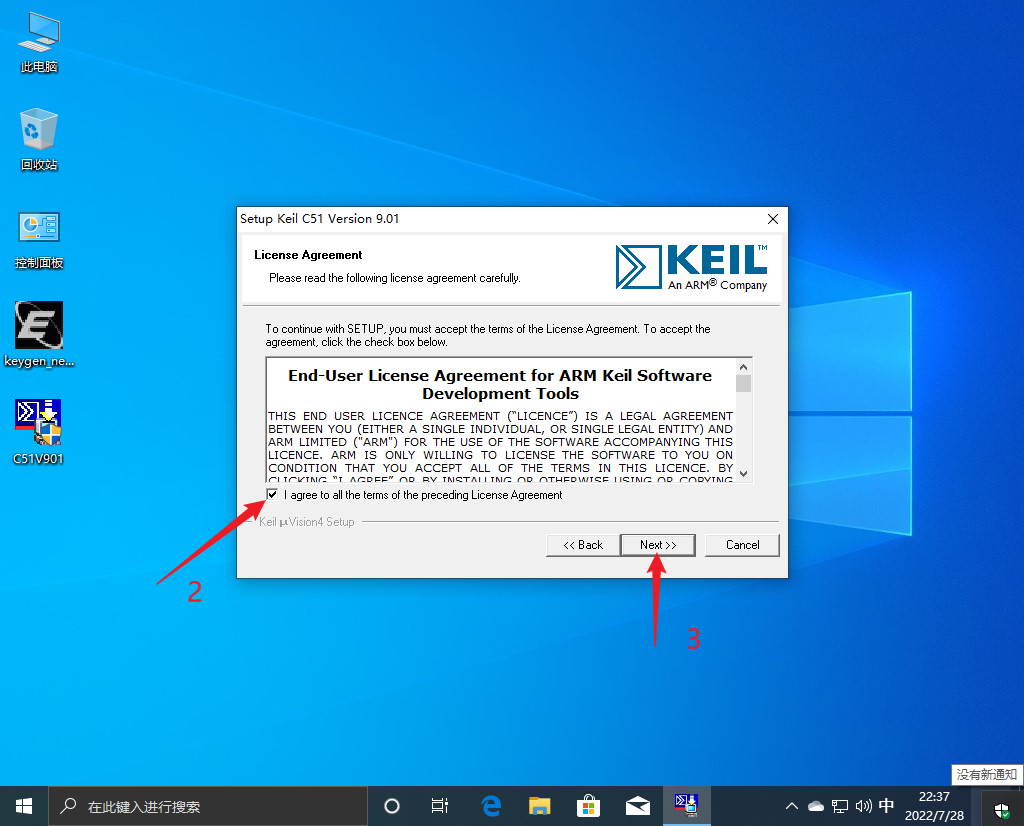 此电脑
回收站
控制面板
keygen_ne...
C51V901
Setup Keil C51 Version 9.01
License Agreement
Please read the following license agreement carefully.
KEIL™
An ARM® Company
To continue with SETUP, you must accept the terms of the License Agreement. To accept the
agreement, click the check box below.
End-User License Agreement for ARM Keil Software
Development Tools
THIS END USER LICENCE AGREEMENT (“LICENCE”) IS A LEGAL AGREEMENT
BETWEEN YOU (EITHER A SINGLE INDIVIDUAL, OR SINGLE LEGAL ENTITY) AND
ARM LIMITED ("ARM") FOR THE USE OF THE SOFTWARE ACCOMPANYING THIS
LICENCE. ARM IS ONLY WILLING TO LICENSE THE SOFTWARE TO YOU ON
CONDITION THAT YOU ACCEPT ALL OF THE TERMS IN THIS LICENCE. BY
CLICKING “I AGREE” OR BY INSTALLING OR OTHERWISE USING OR COPYING
I agree to all the terms of the preceding License Agreement
Keil µVision4 Setup
<< Back
Next >>
Cancel
2
3
没有新通知
在此键入进行搜索
中
22:37
2022/7/28